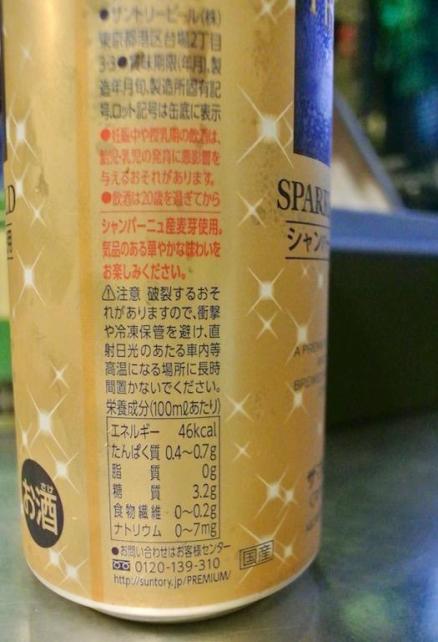 ●サントリービール(株)
東京都港区台場2丁目
3-3●賞味期限(年月)、製
造年月旬、製造所固有記
号、ロット記号は缶底に表示
●妊娠中や授乳期の飲酒は、
胎児・乳児の発育に悪影響を
与えるおそれがあります。
●飲酒は20歳を過ぎてから
シャンパーニュ産麦芽使用。
気品のある華やかな味わいを
お楽しみください。
⚠注意 破裂するおそ
れがありますので、衝撃
や冷凍保管を避け、直
射日光のあたる車内等
高温になる場所に長時
間置かないでください。
栄養成分(100mlあたり)
エネルギー 46kcal
たんぱく質 0.4~0.7g
脂質 0g
糖質 3.2g
食物繊維 0~0.2g
ナトリウム 0~7mg
●お問い合わせはお客様センター
0120-139-310
http://suntory.jp/PREMIUM/
国産
お酒
SPAR
シャン
A PREM